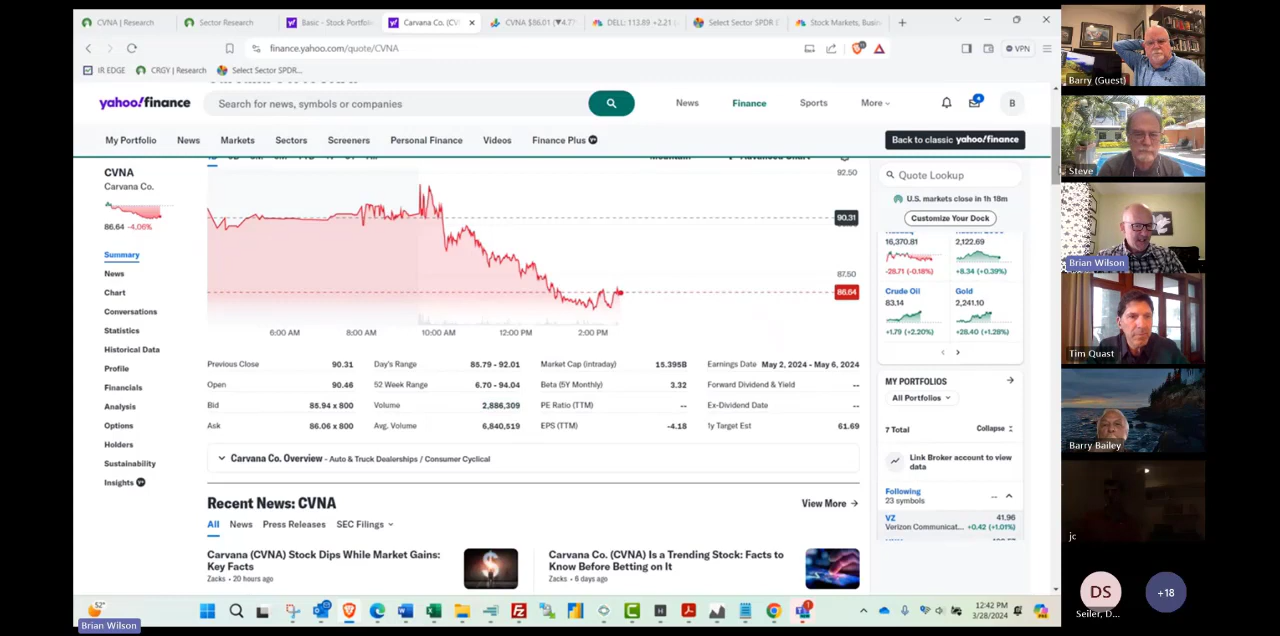 CVNA | Research
Sector Research
Basic - Stock Portfoli
Carvana Co. (CV
CVNA $86.01 (▼4.7
DELL: 113.89 +2.21
Select Sector SPDR E
Stock Markets, Busin
finance.yahoo.com/quote/CVNA
VPN
IR EDGE
CRGY | Research
Select Sector SPDR...
yahoo!finance
Search for news, symbols or companies
News
Finance
Sports
More
B
My Portfolio
News
Markets
Sectors
Screeners
Personal Finance
Videos
Finance Plus
Back to classic yahoo!finance
CVNA
Carvana Co.
86.64 -4.06%
Summary
News
Chart
Conversations
Statistics
Historical Data
Profile
Financials
Analysis
Options
Holders
Sustainability
Insights
92.50
90.31
87.50
86.64
6:00 AM
8:00 AM
10:00 AM
12:00 PM
2:00 PM
Previous Close 90.31
Day's Range 85.79 - 92.01
Market Cap (intraday) 15.395B
Earnings Date May 2, 2024 - May 6, 2024
Open 90.46
52 Week Range 6.70 - 94.04
Beta (5Y Monthly) 3.32
Forward Dividend & Yield --
Bid 85.94 x 800
Volume 2,886,309
PE Ratio (TTM) --
Ex-Dividend Date --
Ask 86.06 x 800
Avg. Volume 6,840,519
EPS (TTM) -4.18
1y Target Est 61.69
Carvana Co. Overview - Auto & Truck Dealerships / Consumer Cyclical
Recent News: CVNA
View More
All
News
Press Releases
SEC Filings
Carvana (CVNA) Stock Dips While Market Gains:
Key Facts
Zacks • 20 hours ago
Carvana Co. (CVNA) Is a Trending Stock: Facts to
Know Before Betting on It
Zacks • 6 days ago
Quote Lookup
U.S. markets close in 1h 18m
Customize Your Dock
16,370.81
2,122.69
-28.71 (-0.18%)
+8.34 (+0.39%)
Crude Oil
Gold
83.14
2,241.10
+1.79 (+2.20%)
+28.40 (+1.28%)
MY PORTFOLIOS
All Portfolios
7 Total
Collapse
Link Broker account to view
data
Following
23 symbols
--
VZ 41.96
Verizon Communicat... +0.42 (+1.01%)
52°
12:42 PM
3/28/2024
Brian Wilson
Barry (Guest)
Steve
Brian Wilson
Tim Quast
Barry Bailey
jc
DS
Seiler, D...
+18